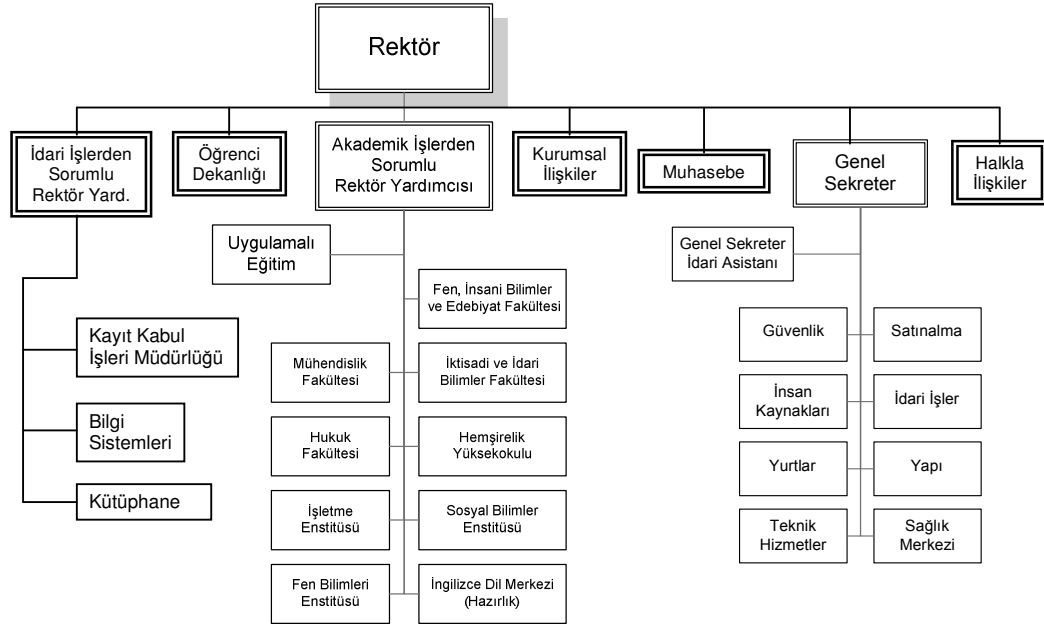 Rektör
İdari İşlerden
Sorumlu
Rektör Yard.
Öğrenci
Dekanlığı
Akademik İşlerden
Sorumlu
Rektör Yardımcısı
Kurumsal
İlişkiler
Muhasebe
Genel
Sekreter
Halkla
İlişkiler
Uygulamalı
Eğitim
Genel Sekreter
İdari Asistanı
Fen, İnsani Bilimler
ve Edebiyat Fakültesi
Kayıt Kabul
İşleri Müdürlüğü
Bilgi
Sistemleri
Kütüphane
Mühendislik
Fakültesi
İktisadi ve İdari
Bilimler Fakültesi
Hukuk
Fakültesi
Hemşirelik
Yüksekokulu
İşletme
Enstitüsü
Sosyal Bilimler
Enstitüsü
Fen Bilimleri
Enstitüsü
İngilizce Dil Merkezi
(Hazırlık)
Güvenlik
Satınalma
İnsan
Kaynakları
İdari İşler
Yurtlar
Yapı
Teknik
Hizmetler
Sağlık
Merkezi